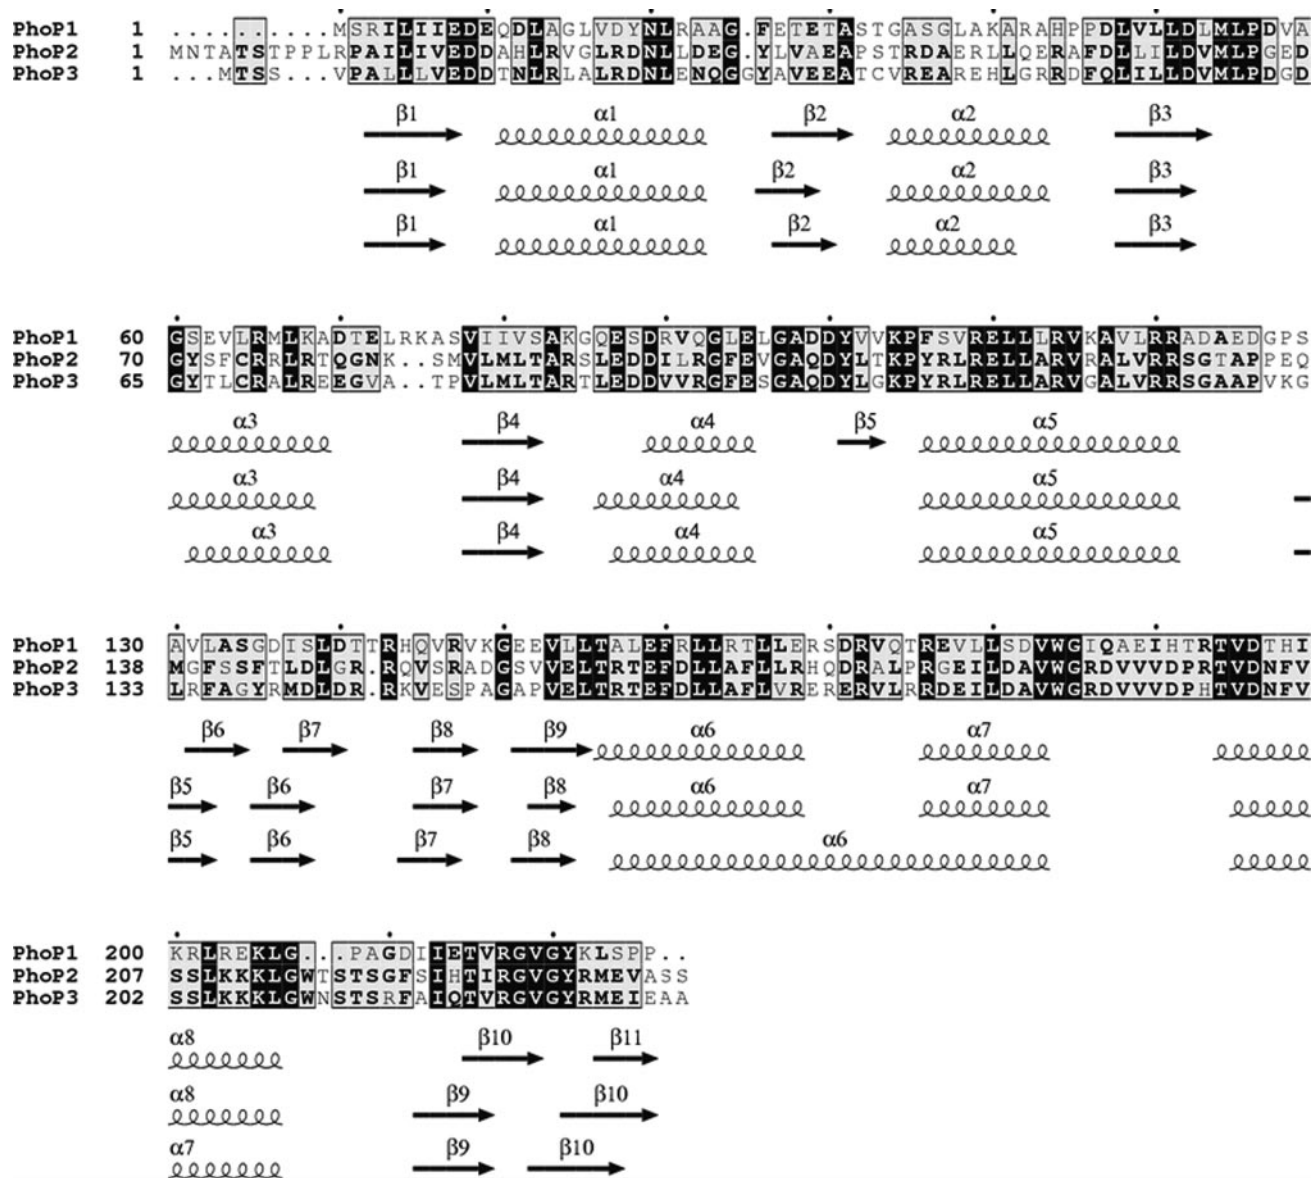 PhoP1 1 ..........MSRILIIEDEQDLAGLVDYNLRAAG.FETETASTGASGLAKARAHPPDLVLLDLMLPDVA
PhoP2 1 MNTATSTPPLRPAILIVEDDAHLRVGLRDNLLDEG.YLVAEAPSTRDAERLLQERAFDLLILDLMLPGED
PhoP3 1 ...MTSS...VPALLLVEDDTNLRLALRDNLENQGGYAVEEATCVREAREHLGRRDFQLILLDVMLPDGD
β1 α1 β2 α2 β3
β1 α1 β2 α2 β3
β1 α1 β2 α2 β3
PhoP1 60 GSEVLRMLKADTELRKASVIIVSAKGQESDRVQGLELGADDYVVKPFSVRELLLRVKAVLRRADAEDGPS
PhoP2 70 GYSFCRRLRTQGNK..SMVLMLTARSLEDDILRGFEVGAQDYLTKPYRLRELLARVRALVRRSGTAPPEQ
PhoP3 65 GYTLCRALREEGVA..TPVLMLTARTLEDDVVRGFESGAQDYLGKPYRLRELLARVGALVRRSGAAPVKG
α3 β4 α4 β5 α5
α3 β4 α4 α5
α3 β4 α4 α5
PhoP1 130 AVLASGDISLDTTRHQVRVKGEEVLLTALEFRLLRTLLERSDRVQTREVLLSDVWGIQAEIHTRTVDTHI
PhoP2 138 MGFSSFTLDLGR.RQVSRADGSVVELTRTEFDLLAFLLRHQDRALPRGEILDAVWGRDVVVDPRTVDNFV
PhoP3 133 LRFAGYRMDLDR.RKVESPAGAPVELTRTEFDLLAFLVRERERVLRRDEILDAVWGRDVVVDPHTVDNFV
β6 β7 β8 β9 α6 α7
β5 β6 β7 β8 α6 α7
β5 β6 β7 β8 α6
PhoP1 200 KRLREKLG...PAGDIIETVRGVGYKLSPP..
PhoP2 207 SSLKKKLGWTSTSGFSIHTIRGVGYRMEVASS
PhoP3 202 SSLKKKLGWNSTSRFAIQTVRGVGYRMEIEAA
α8 β10 β11
α8 β9 β10
α7 β9 β10